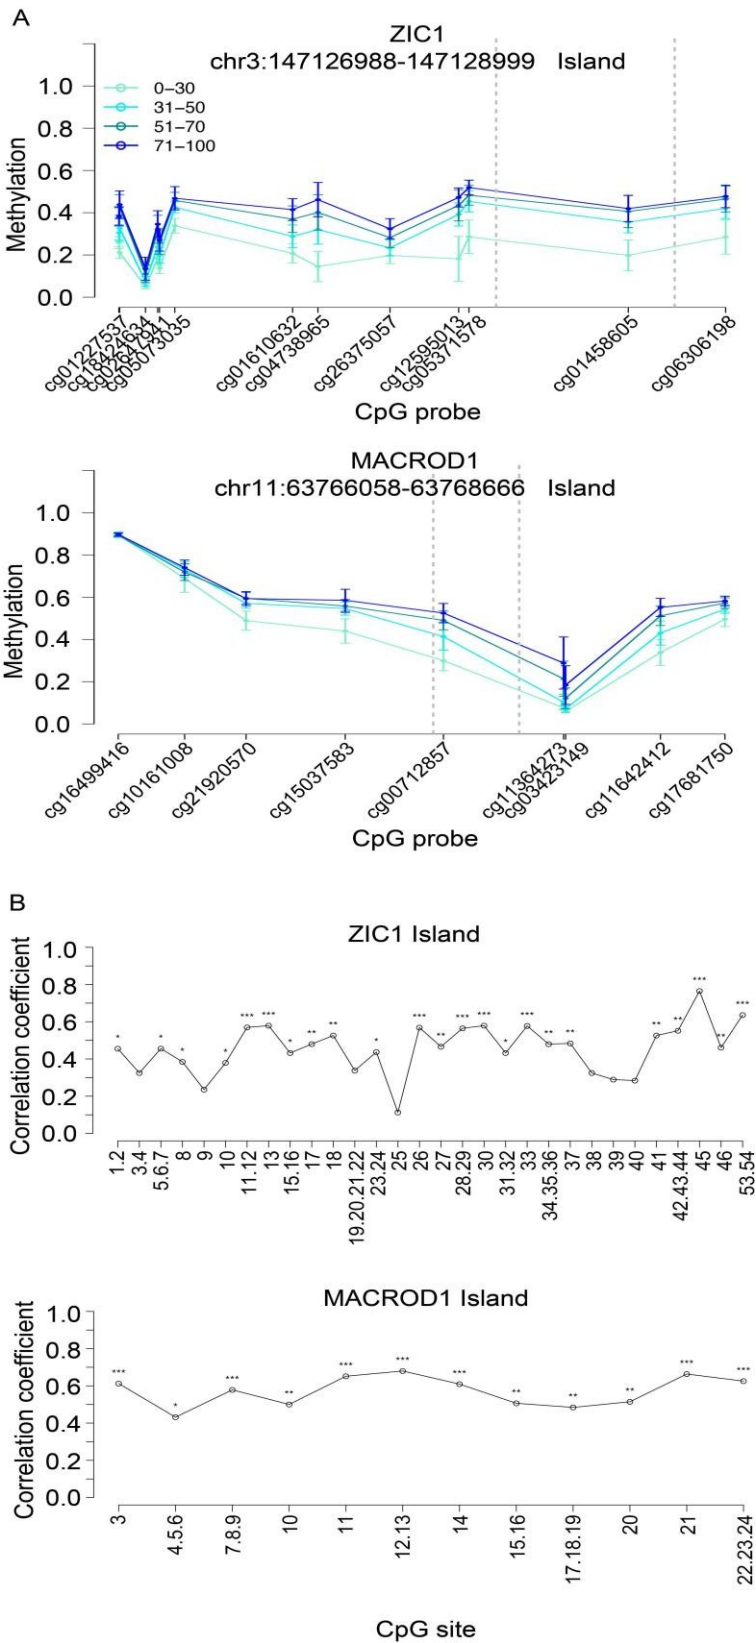 A
ZIC1
chr3:147126988-147128999 Island
0-30
31-50
51-70
71-100
Methylation
1.0
0.8
0.6
0.4
0.2
0.0
cg01227537
cg18424634
cg02647941
cg05073035
cg01610632
cg04738965
cg26375057
cg12595013
cg05371578
cg01458605
cg06306198
CpG probe
MACROD1
chr11:63766058-63768666 Island
Methylation
1.0
0.8
0.6
0.4
0.2
0.0
cg16499416
cg10161008
cg21920570
cg15037583
cg00712857
cg11364273
cg03423149
cg11642412
cg17681750
CpG probe
B
ZIC1 Island
Correlation coefficient
1.0
0.8
0.6
0.4
0.2
0.0
* * * * *** *** * ** ** * *** ** *** *** * *** ** ** ** ** *** ** ***
1.2
3.4
5.6.7
8
9
10
11.12
13
15.16
17
18
19.20.21.22
23.24
25
26
27
28.29
30
31.32
33
34.35.36
37
38
39
40
41
42.43.44
45
46
53.54
MACROD1 Island
Correlation coefficient
1.0
0.8
0.6
0.4
0.2
0.0
*** * *** ** *** *** *** ** ** ** *** ***
3
4.5.6
7.8.9
10
11
12.13
14
15.16
17.18.19
20
21
22.23.24
CpG site